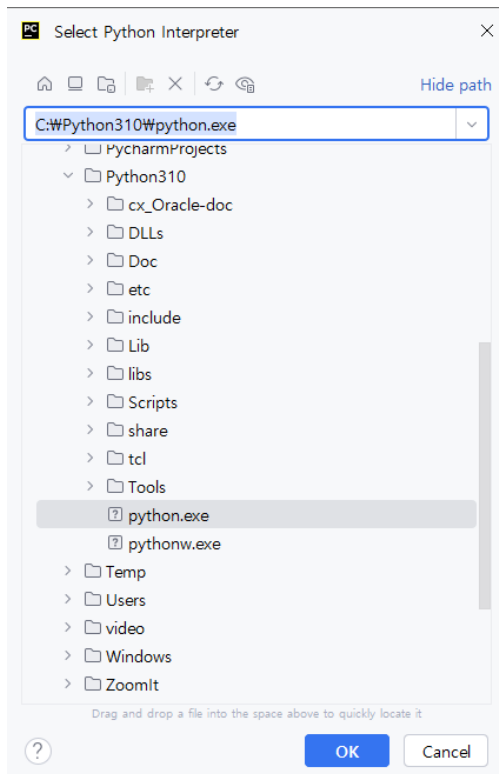 PC Select Python Interpreter
Hide path
C:₩Python310₩python.exe
PycharmProjects
Python310
cx_Oracle-doc
DLLs
Doc
etc
include
Lib
libs
Scripts
share
tcl
Tools
python.exe
pythonw.exe
Temp
Users
video
Windows
ZoomIt
Drag and drop a file into the space above to quickly locate it
? OK Cancel